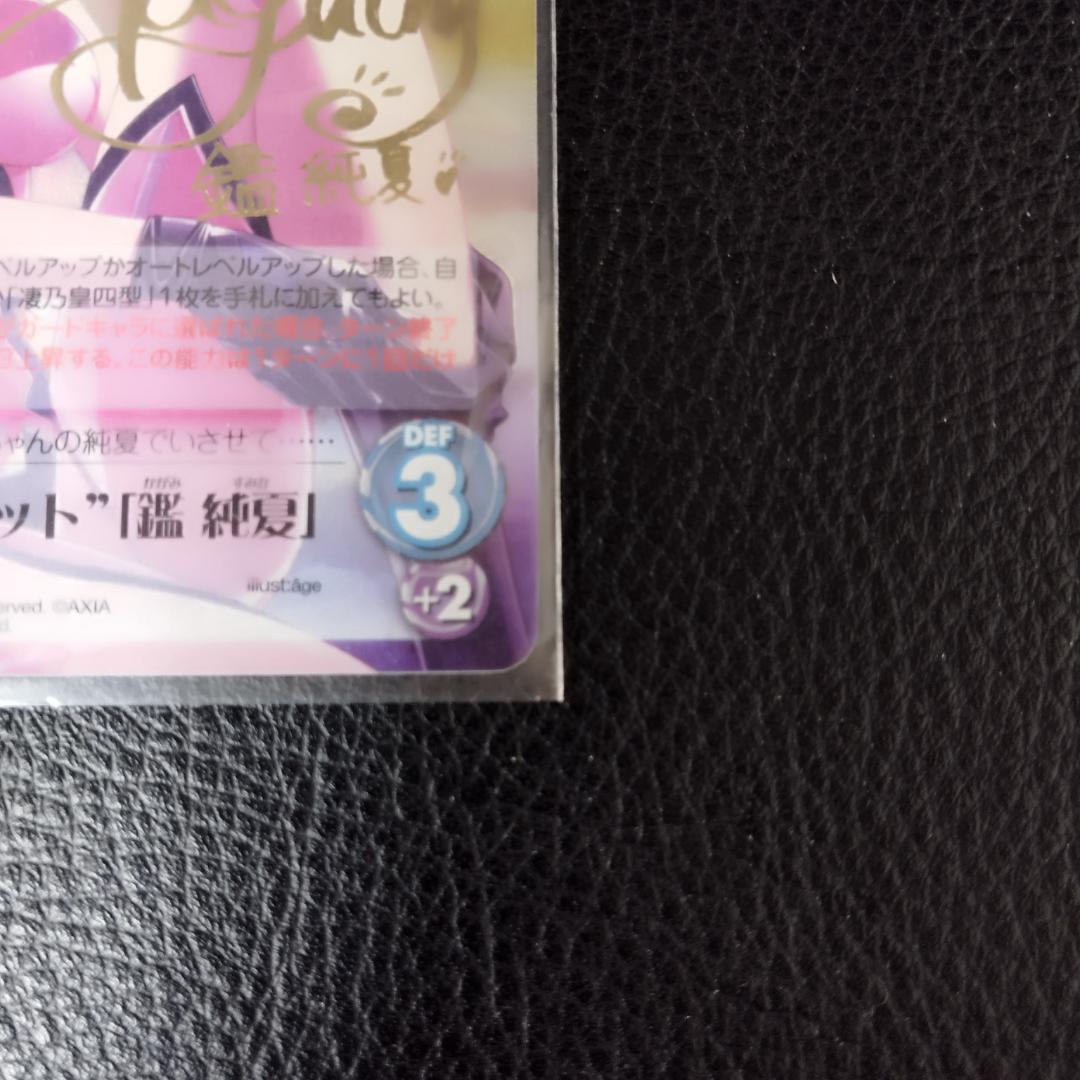 鑑 純夏
ベルアップかオートレベルアップした場合、自
「凄乃皇四型」1枚を手札に加えてもよい。
がガードキャラに選ばれた場合、ターン終了
3上昇する。この能力は1ターンに1回だけ
ゃんの純夏でいさせて……
DEF
3
かがみ すみか
ット”「鑑 純夏」
illust:âge
+2
erved. ©AXIA
d.